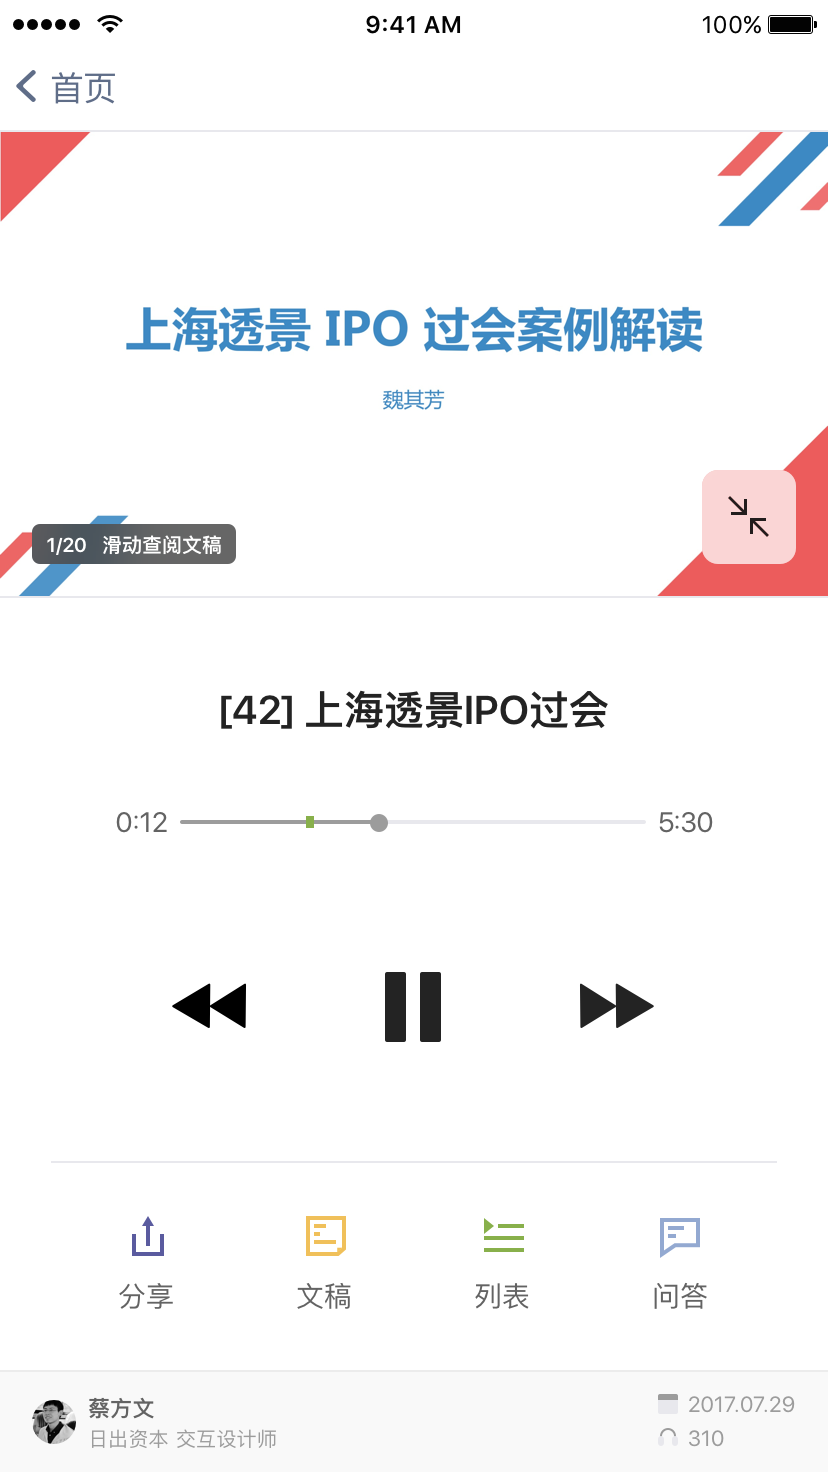 9:41 AM 100%
首页
上海透景 IPO 过会案例解读
魏其芳
1/20 滑动查阅文稿
[42] 上海透景IPO过会
0:12 5:30
分享 文稿 列表 问答
蔡方文 2017.07.29
日出资本 交互设计师 310